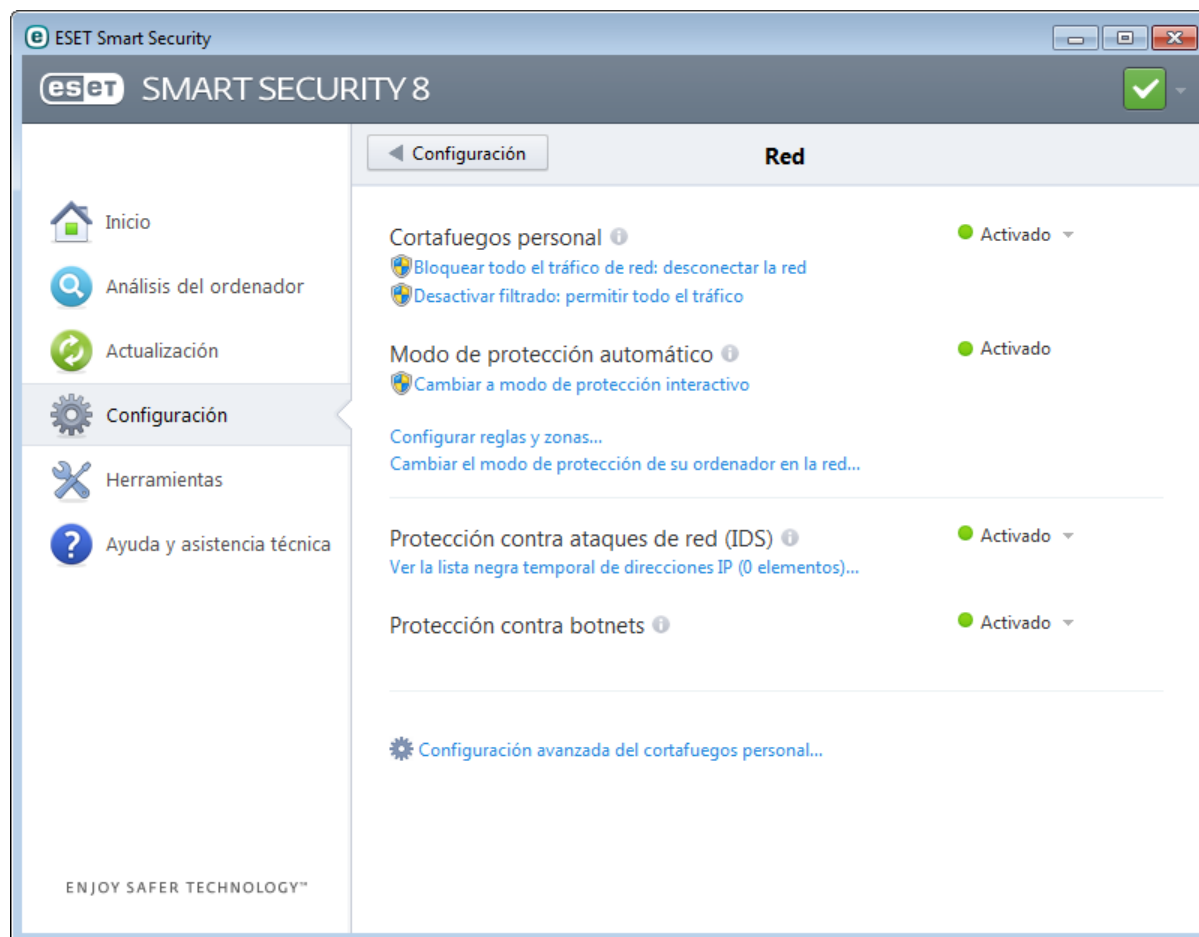 ESET Smart Security
eset SMART SECURITY 8
Configuración
Red
Inicio
Análisis del ordenador
Actualización
Configuración
Herramientas
Ayuda y asistencia técnica
ENJOY SAFER TECHNOLOGY™
Cortafuegos personal
Activado
Bloquear todo el tráfico de red: desconectar la red
Desactivar filtrado: permitir todo el tráfico
Modo de protección automático
Activado
Cambiar a modo de protección interactivo
Configurar reglas y zonas...
Cambiar el modo de protección de su ordenador en la red...
Protección contra ataques de red (IDS)
Activado
Ver la lista negra temporal de direcciones IP (0 elementos)...
Protección contra botnets
Activado
Configuración avanzada del cortafuegos personal...